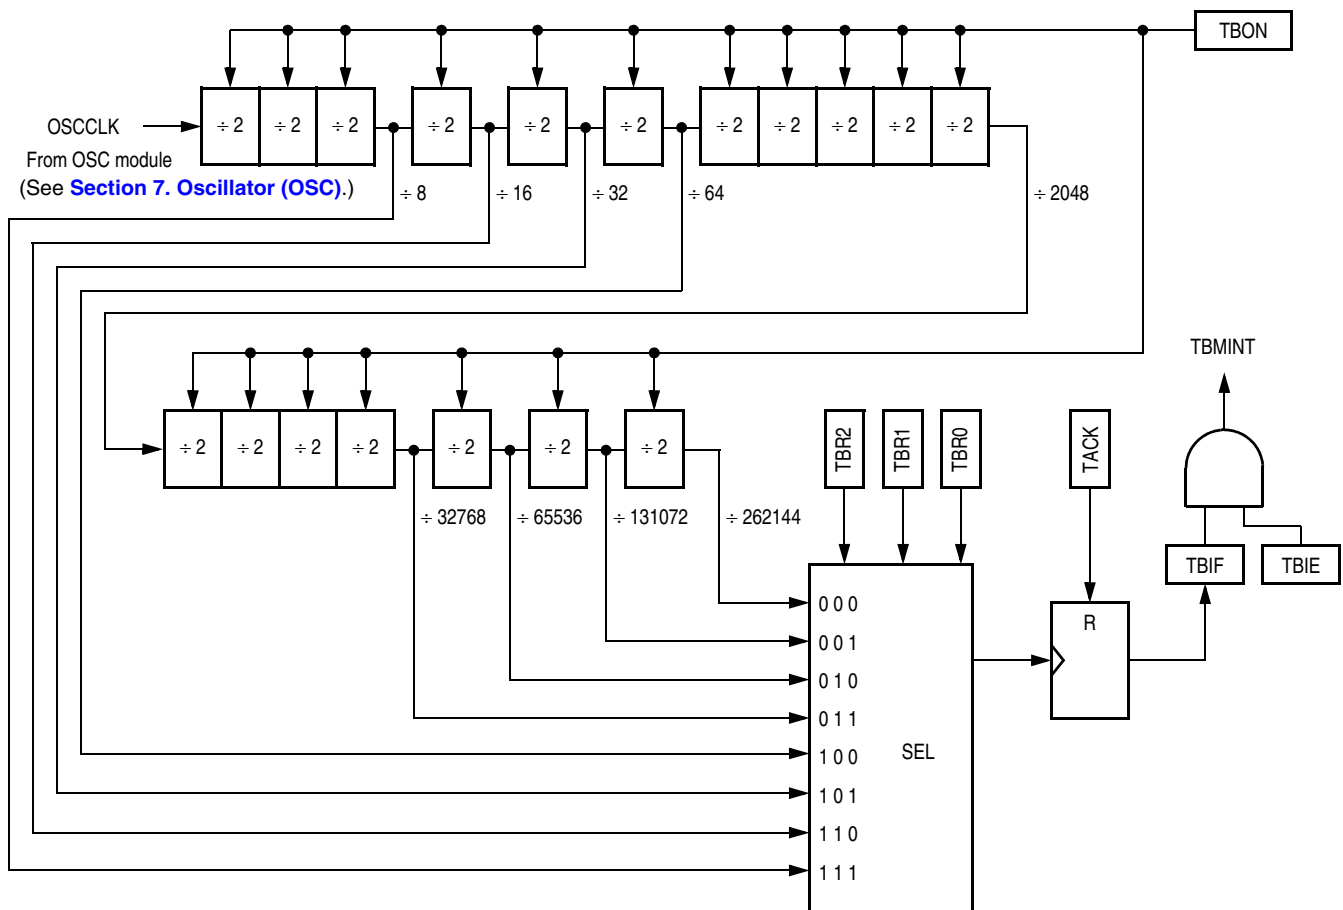 TBON
OSCCLK
÷ 2 ÷ 2 ÷ 2 ÷ 2 ÷ 2 ÷ 2 ÷ 2 ÷ 2 ÷ 2 ÷ 2 ÷ 2
From OSC module
(See Section 7. Oscillator (OSC).)
÷ 8 ÷ 16 ÷ 32 ÷ 64 ÷ 2048
TBMINT
÷ 2 ÷ 2 ÷ 2 ÷ 2 ÷ 2 ÷ 2 ÷ 2
TBR2 TBR1 TBR0 TACK
÷ 32768 ÷ 65536 ÷ 131072 ÷ 262144
TBIF TBIE
0 0 0
R
0 0 1
0 1 0
0 1 1
1 0 0
SEL
1 0 1
1 1 0
1 1 1